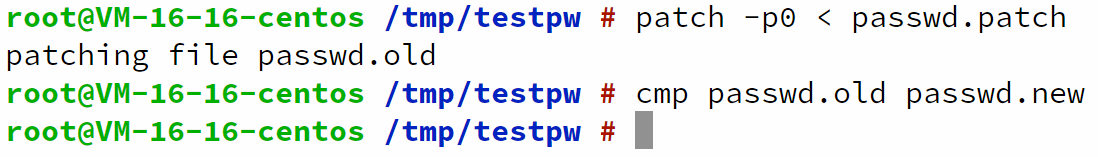 root@VM-16-16-centos /tmp/testpw # patch -p0 < passwd.patch
patching file passwd.old
root@VM-16-16-centos /tmp/testpw # cmp passwd.old passwd.new
root@VM-16-16-centos /tmp/testpw #